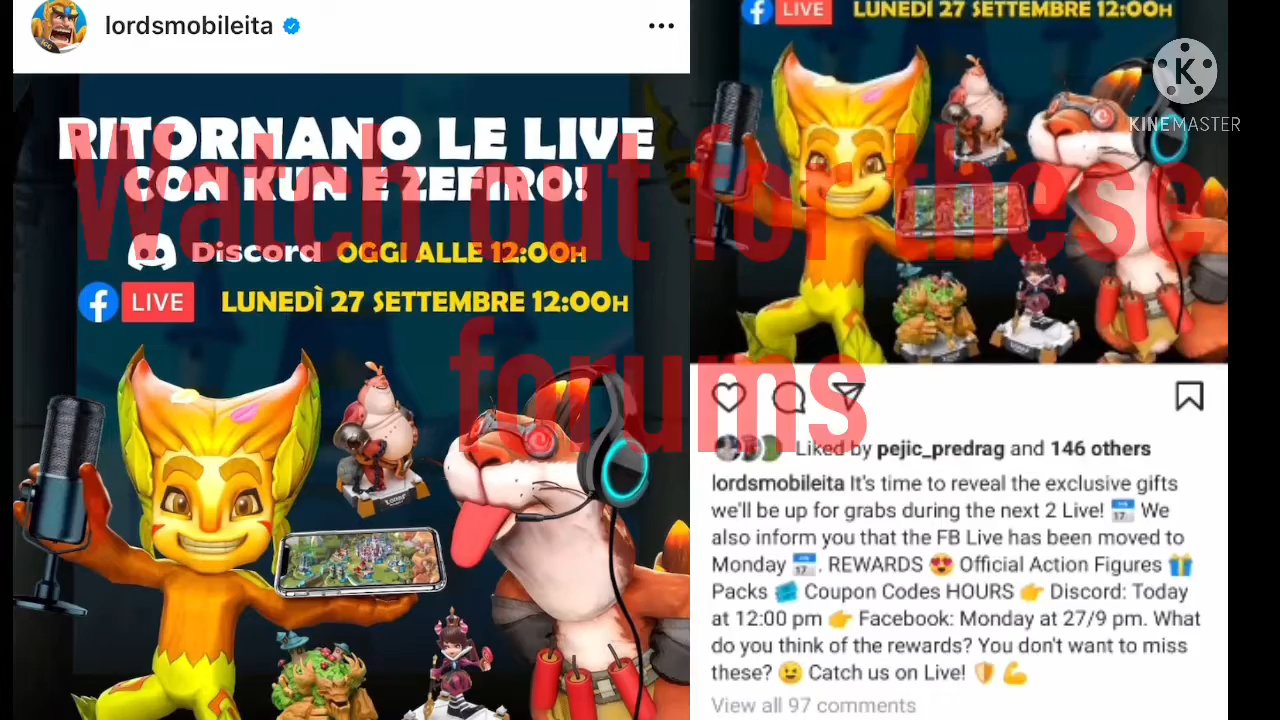 lordsmobileita
RITORNANO LE LIVE
CON KUN E ZEFIRO!
Discord OGGI ALLE 12:00H
LIVE LUNEDÌ 27 SETTEMBRE 12:00H
LIVE LUNEDÌ 27 SETTEMBRE 12:00H
K
KINEMASTER
Watch out for these
forums
Liked by pejic_predrag and 146 others
lordsmobileita It's time to reveal the exclusive gifts
we'll be up for grabs during the next 2 Live! 📅 We
also inform you that the FB Live has been moved to
Monday 📅. REWARDS 😍 Official Action Figures 🎁
Packs 🎟️ Coupon Codes HOURS 👉 Discord: Today
at 12:00 pm 👉 Facebook: Monday at 27/9 pm. What
do you think of the rewards? You don't want to miss
these? 😉 Catch us on Live! 🛡️ 💪
View all 97 comments